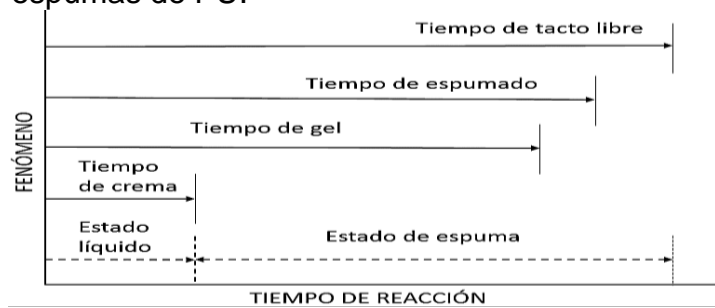 espumas de PU.
Tiempo de tacto libre
Tiempo de espumado
Tiempo de gel
Tiempo
de crema
Estado
líquido
Estado de espuma
FENÓMENO
TIEMPO DE REACCIÓN